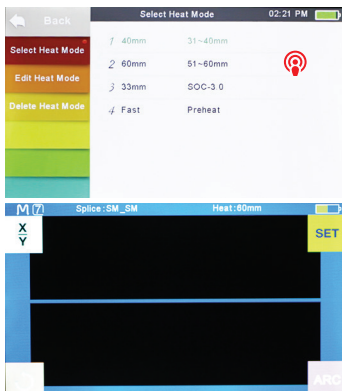 Back
Select Heat Mode
02:21 PM
Select Heat Mode
Edit Heat Mode
Delete Heat Mode
1 40mm 31~40mm
2 60mm 51~60mm
3 33mm SOC-3.0
4 Fast Preheat
M 7 Splice:SM_SM Heat:60mm
X
Y
SET
ARC